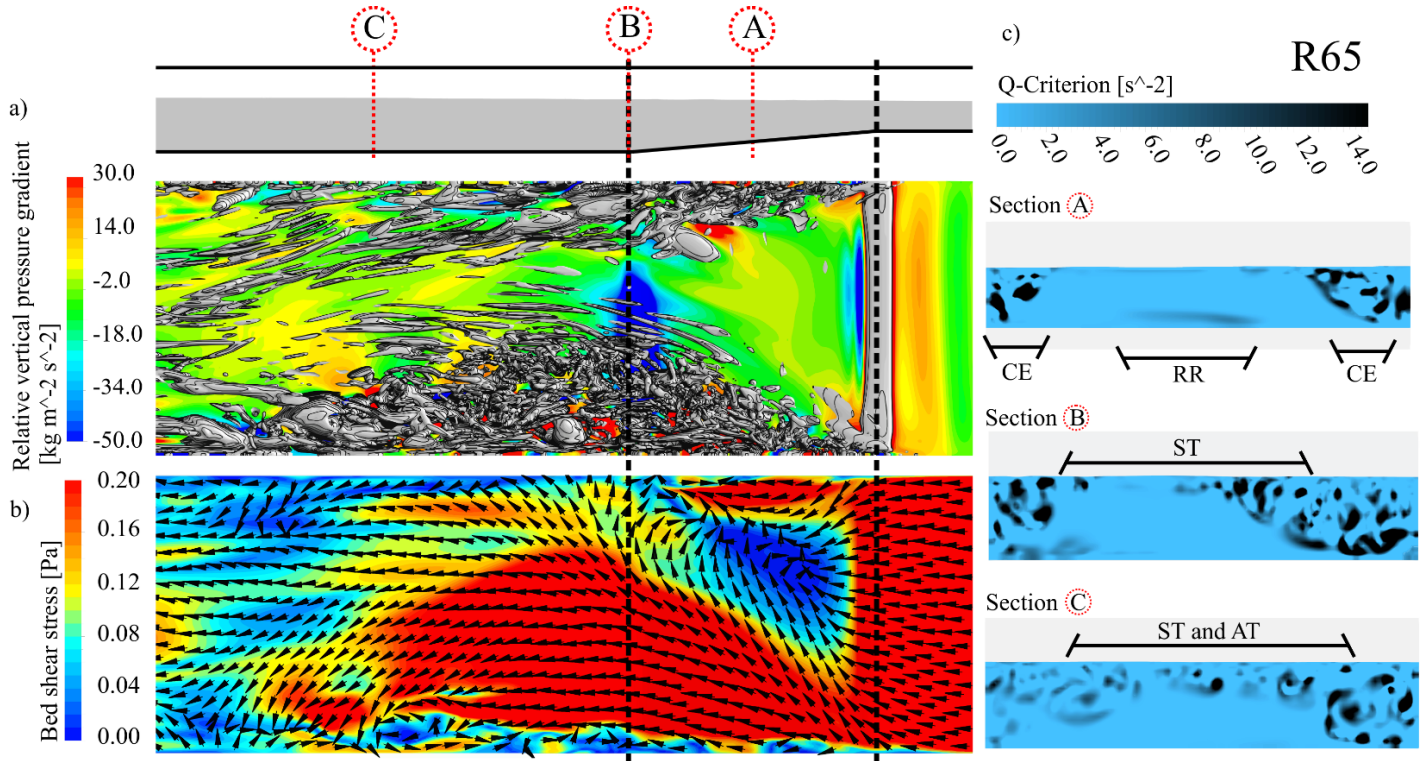 C
B
A
a)
Relative vertical pressure gradient
[kg m^-2 s^-2]
30.0
14.0
-2.0
-18.0
-34.0
-50.0
b)
Bed shear stress [Pa]
0.20
0.16
0.12
0.08
0.04
0.00
c)
R65
Q-Criterion [s^-2]
0.0 2.0 4.0 6.0 8.0 10.0 12.0 14.0
Section A
CE RR CE
Section B
ST
Section C
ST and AT